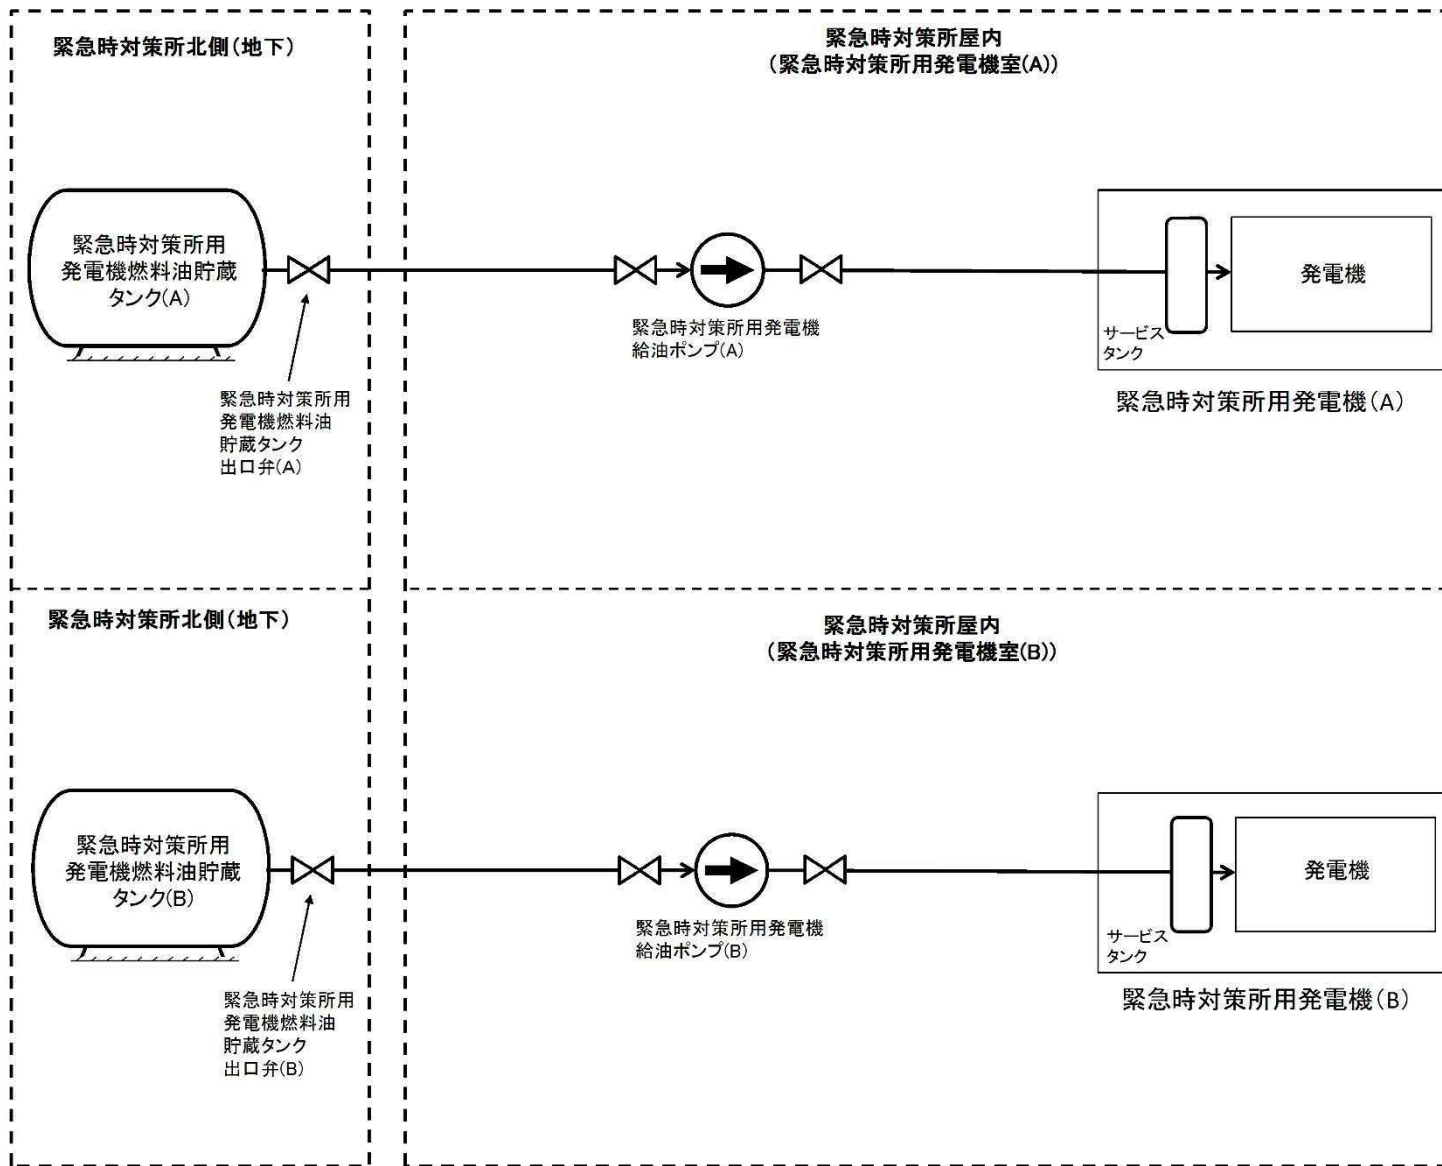 緊急時対策所北側(地下)
緊急時対策所屋内
(緊急時対策所用発電機室(A))
緊急時対策所用
発電機燃料油貯蔵
タンク(A)
緊急時対策所用
発電機燃料油
貯蔵タンク
出口弁(A)
緊急時対策所用発電機
給油ポンプ(A)
サービス
タンク
発電機
緊急時対策所用発電機(A)
緊急時対策所北側(地下)
緊急時対策所屋内
(緊急時対策所用発電機室(B))
緊急時対策所用
発電機燃料油貯蔵
タンク(B)
緊急時対策所用
発電機燃料油
貯蔵タンク
出口弁(B)
緊急時対策所用発電機
給油ポンプ(B)
サービス
タンク
発電機
緊急時対策所用発電機(B)